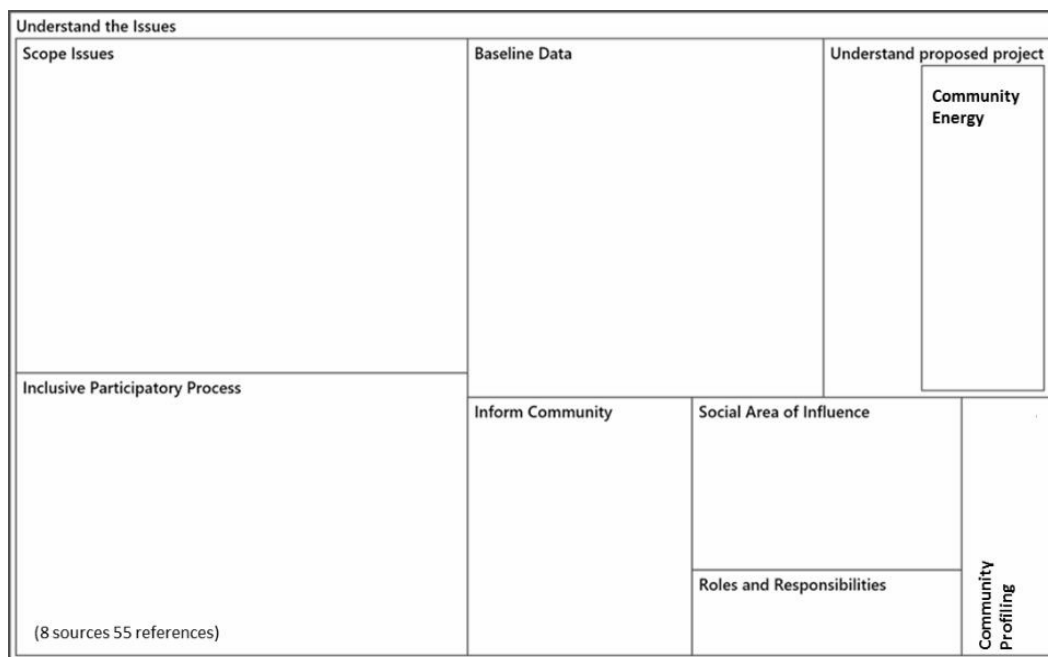 Understand the Issues
Scope Issues
Baseline Data
Understand proposed project
Community
Energy
Inclusive Participatory Process
Inform Community
Social Area of Influence
Roles and Responsibilities
Community
Profiling
(8 sources 55 references)